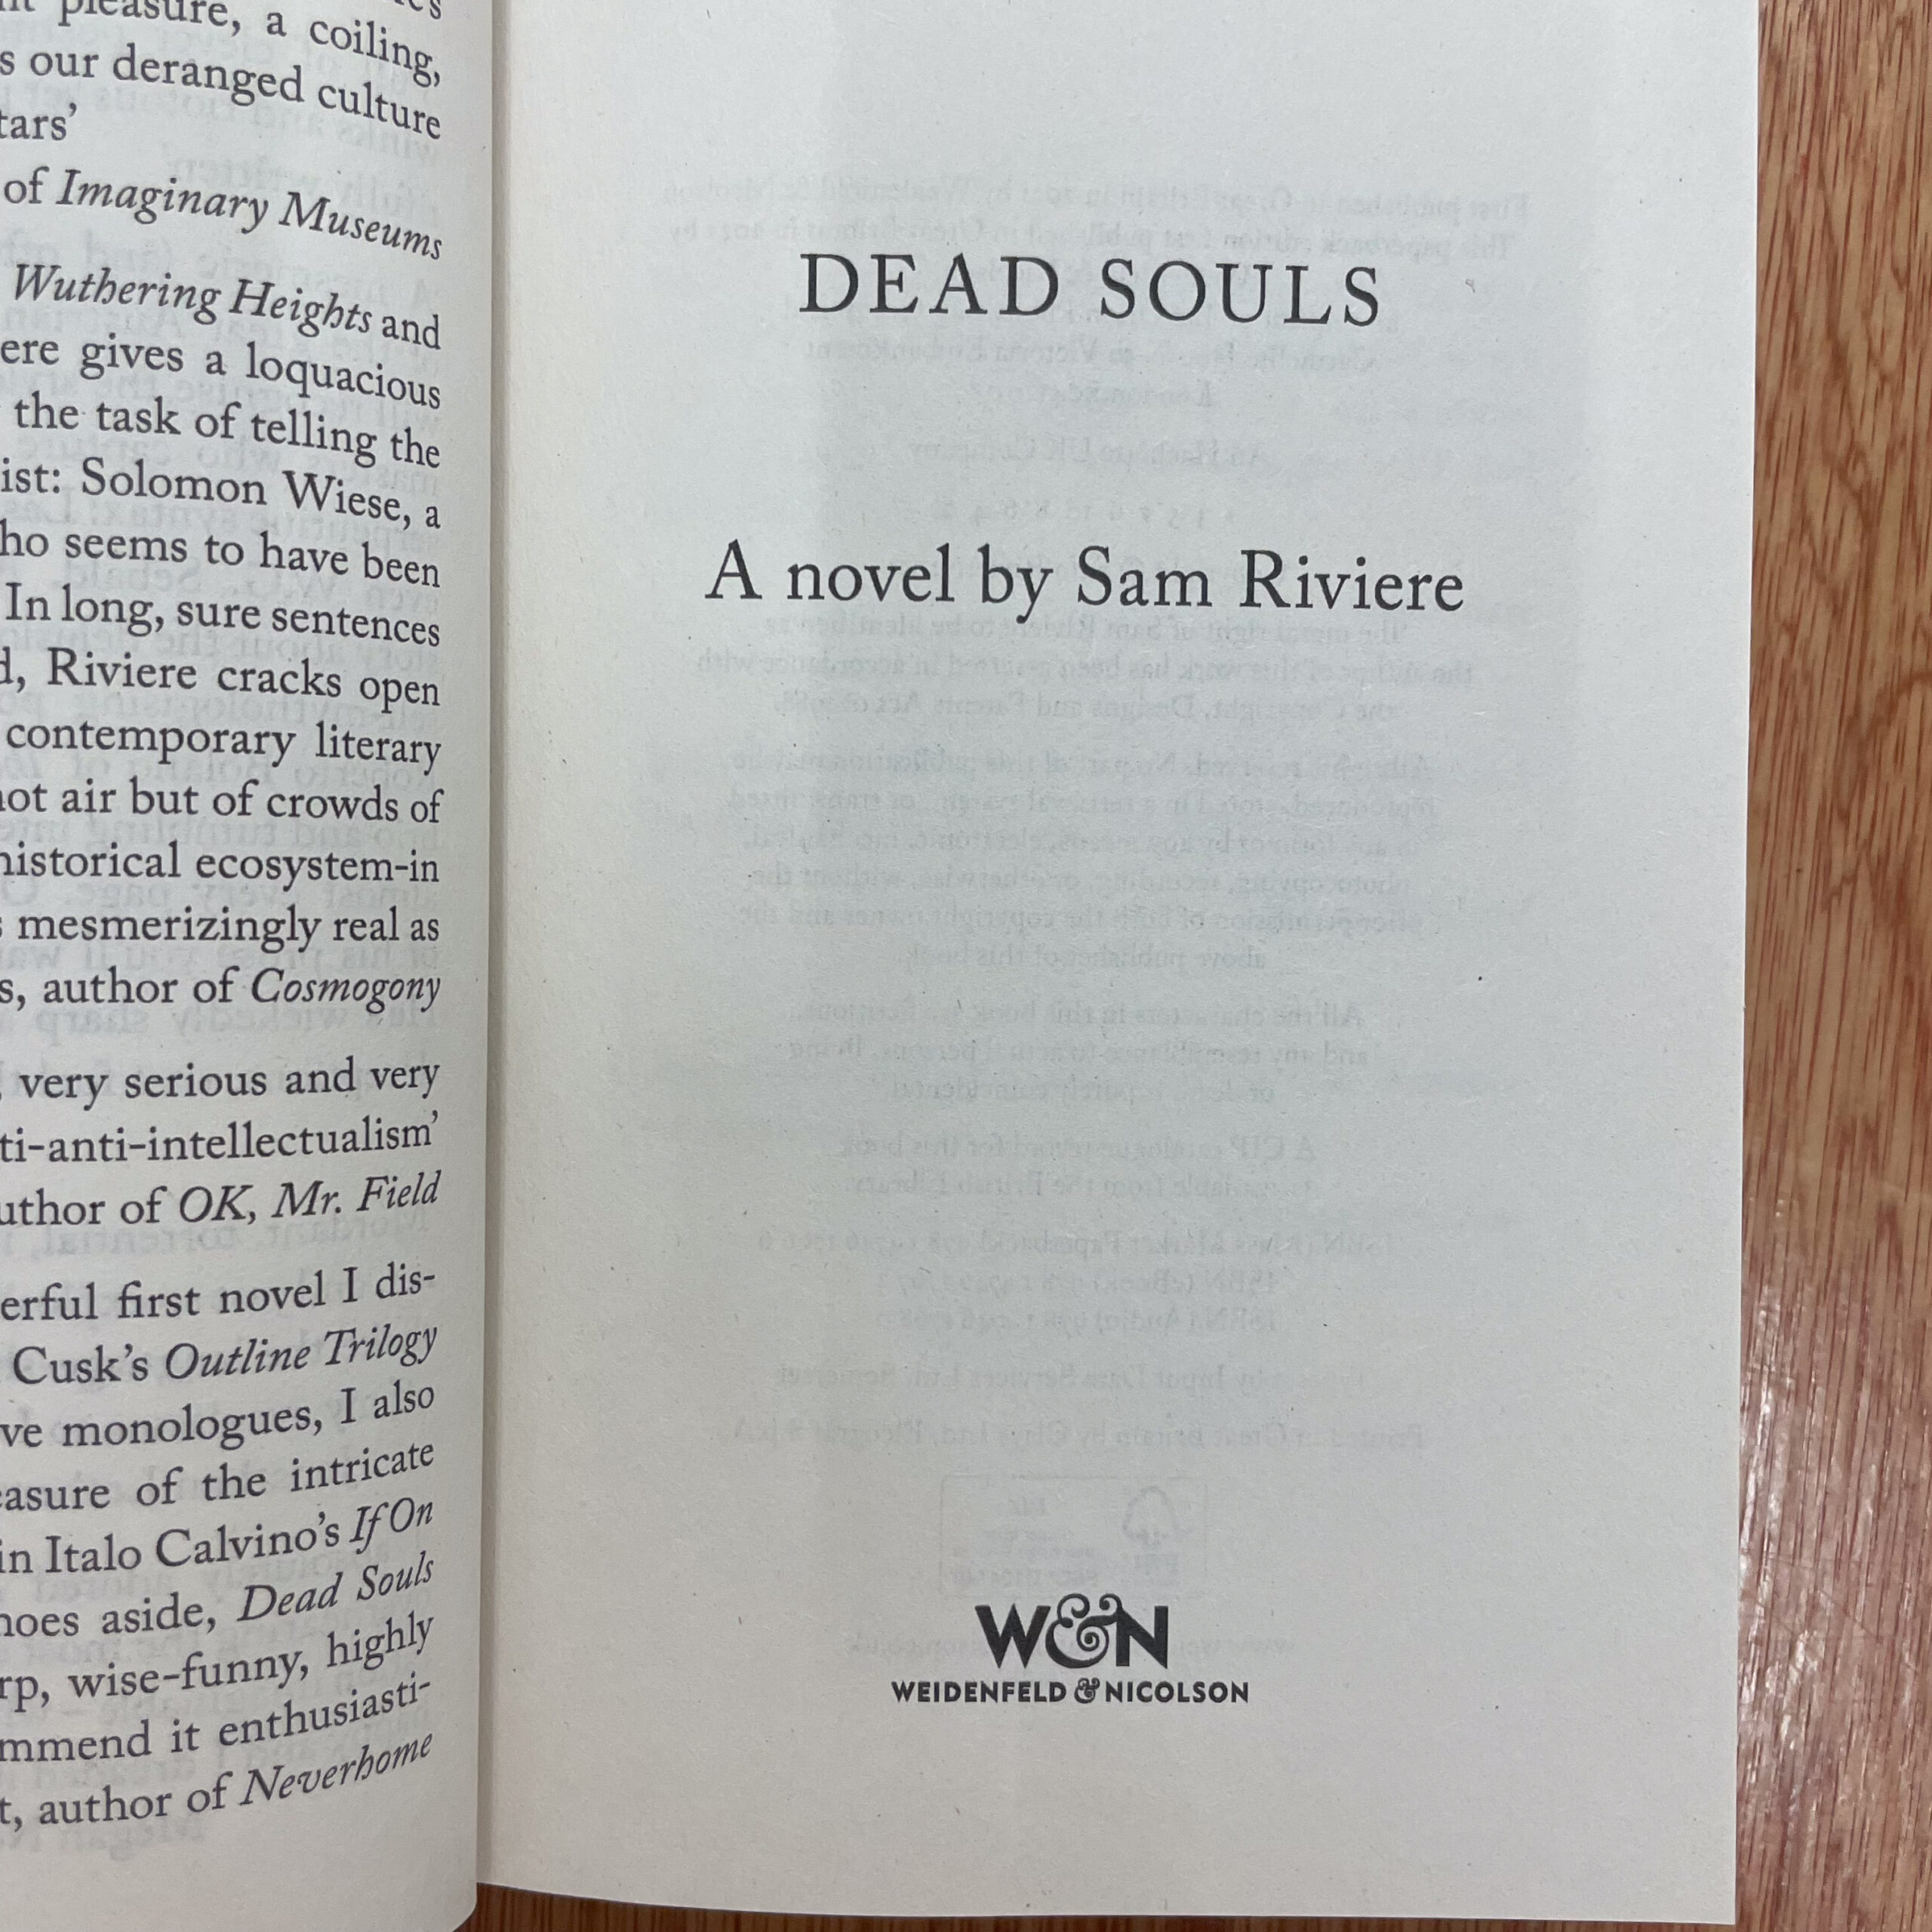 pleasure, a coiling,
s our deranged culture
tars’
of Imaginary Museums
Wuthering Heights and
ere gives a loquacious
the task of telling the
ist: Solomon Wiese, a
ho seems to have been
In long, sure sentences
d, Riviere cracks open
contemporary literary
not air but of crowds of
historical ecosystem-in
mesmerizingly real as
s, author of Cosmogony
very serious and very
ti-anti-intellectualism’
uthor of OK, Mr. Field
erful first novel I dis-
Cusk’s Outline Trilogy
ve monologues, I also
easure of the intricate
in Italo Calvino’s If On
hoes aside, Dead Souls
rp, wise-funny, highly
mmend it enthusiasti-
t, author of Neverhome
DEAD SOULS
A novel by Sam Riviere
W&N
WEIDENFELD & NICOLSON